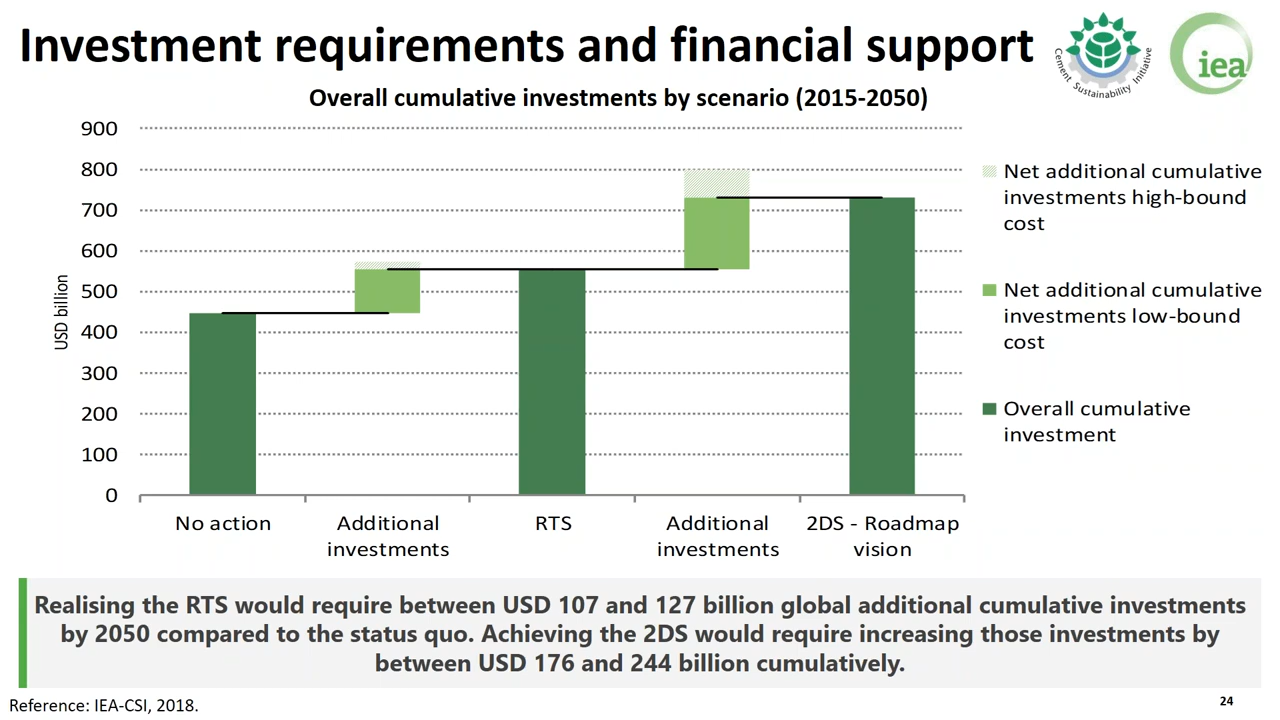 Investment requirements and financial support
Cement Sustainability Initiative
iea
Overall cumulative investments by scenario (2015-2050)
900
800
700
600
500
400
300
200
100
0
USD billion
No action
Additional
investments
RTS
Additional
investments
2DS - Roadmap
vision
Net additional cumulative
investments high-bound
cost
Net additional cumulative
investments low-bound
cost
Overall cumulative
investment
Realising the RTS would require between USD 107 and 127 billion global additional cumulative investments
by 2050 compared to the status quo. Achieving the 2DS would require increasing those investments by
between USD 176 and 244 billion cumulatively.
Reference: IEA-CSI, 2018.
24